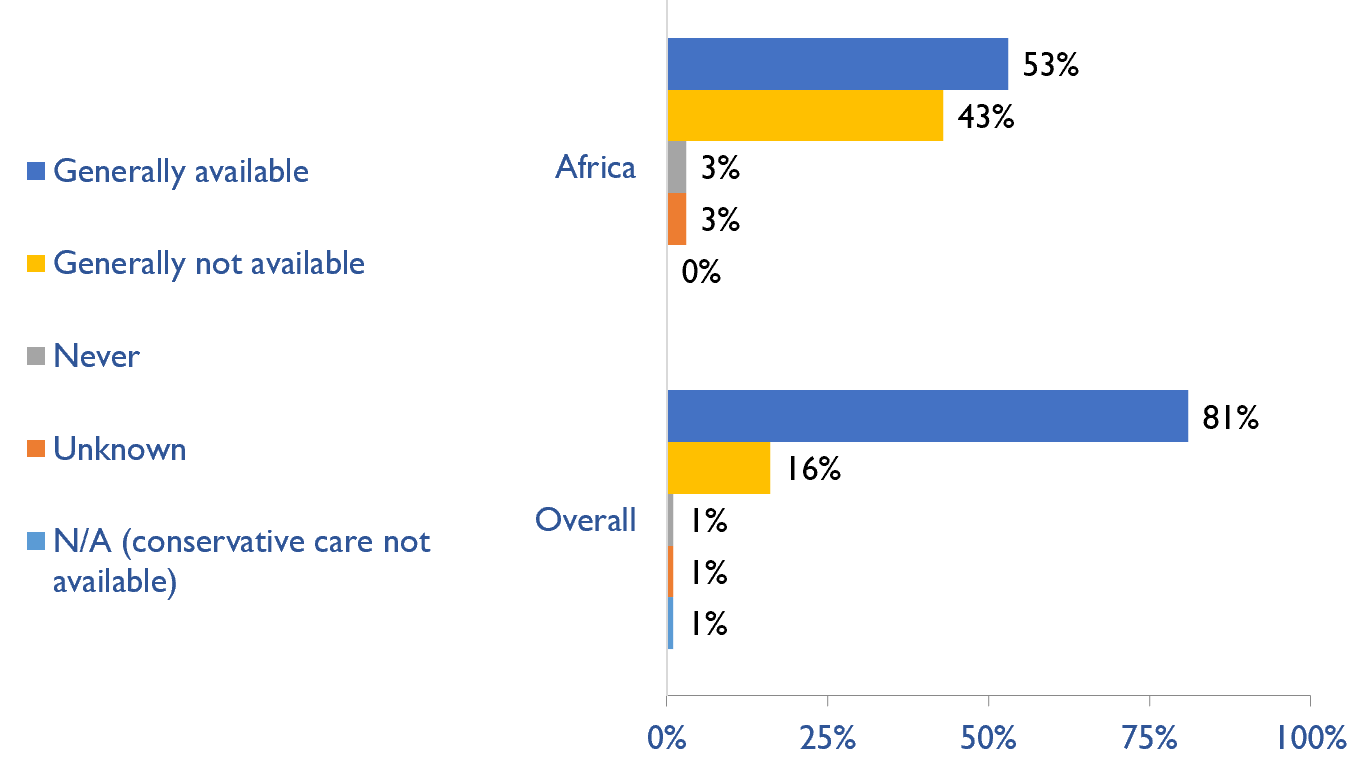 Generally available
Generally not available
Never
Unknown
N/A (conservative care not
available)
Africa
53%
43%
3%
3%
0%
Overall
81%
16%
1%
1%
1%
0% 25% 50% 75% 100%